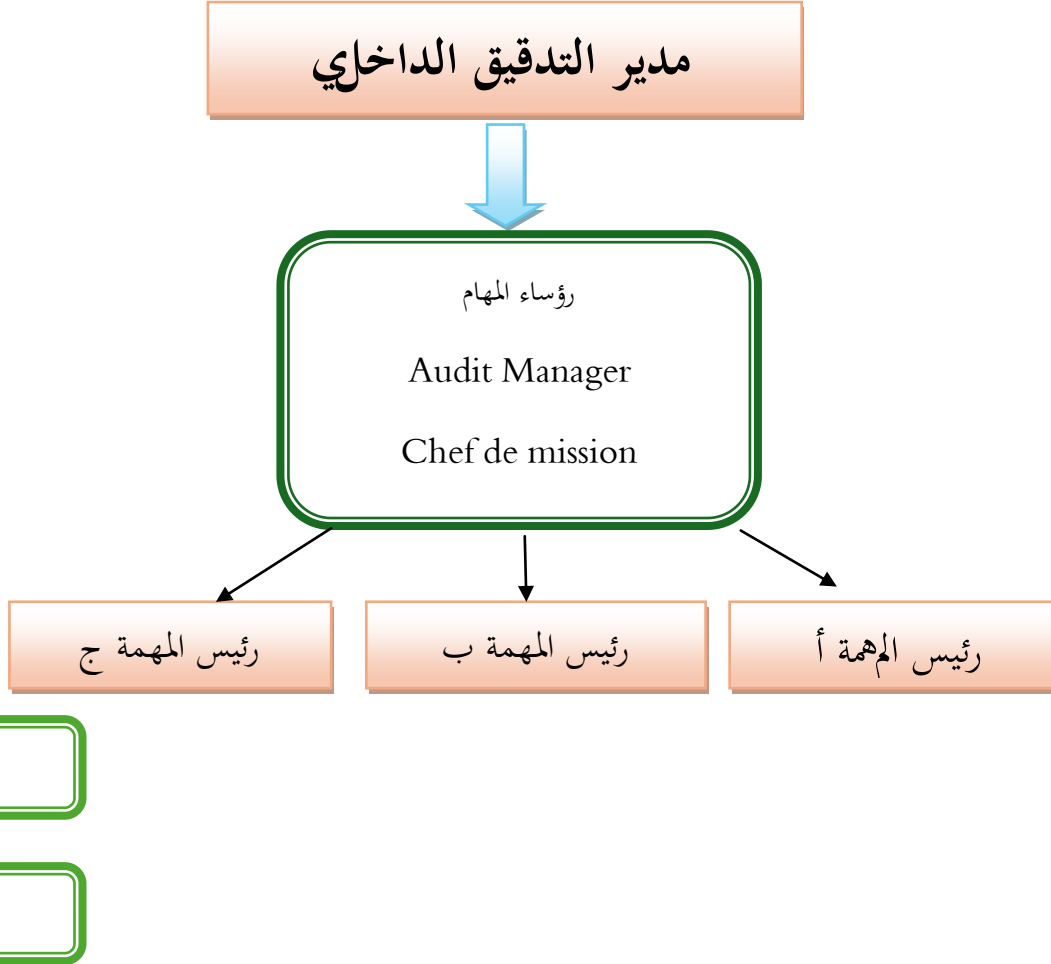 مدير التدقيق الداخلي
رؤساء المهام
Audit Manager
Chef de mission
رئيس المهمة أ
رئيس المهمة ب
رئيس المهمة ج